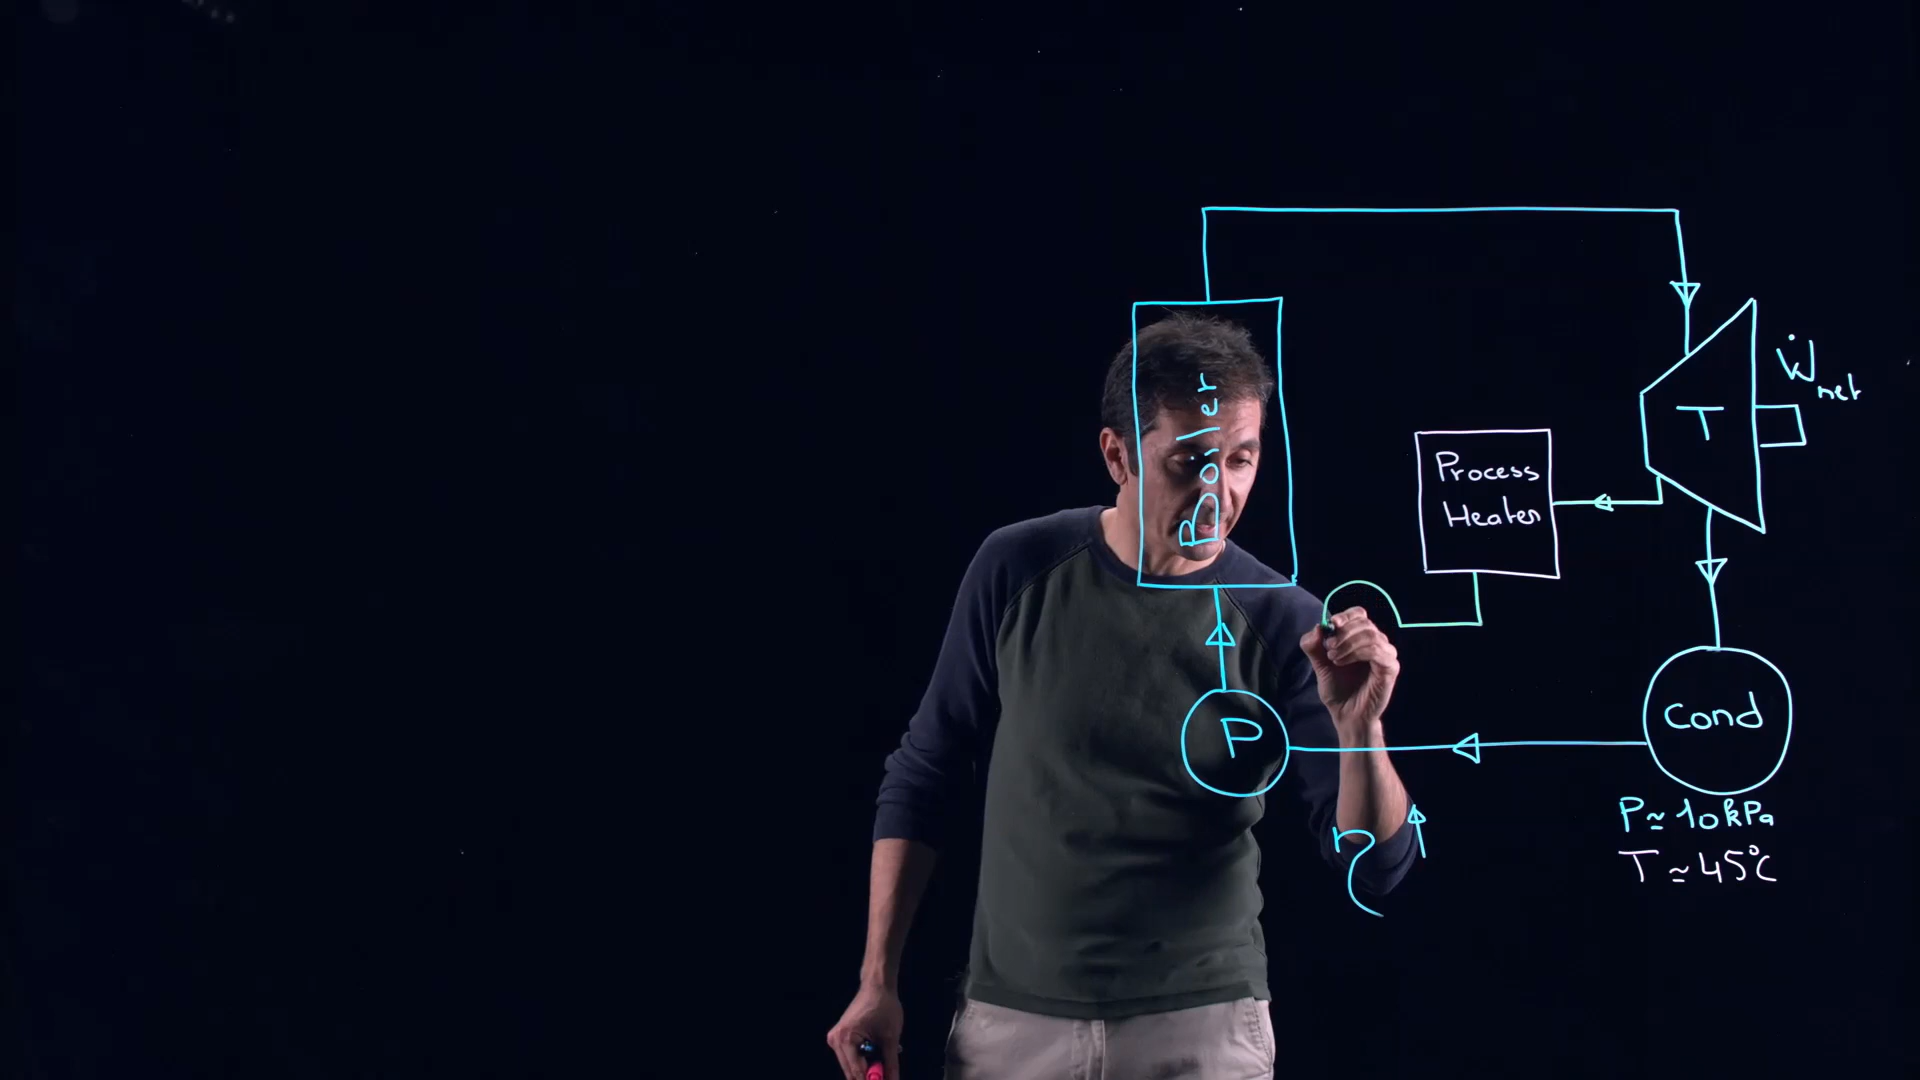 Boiler
T
Ẇnet
Process
Heater
P
Cond
P ≃ 10 kPa
T ≃ 45°C
η ↑